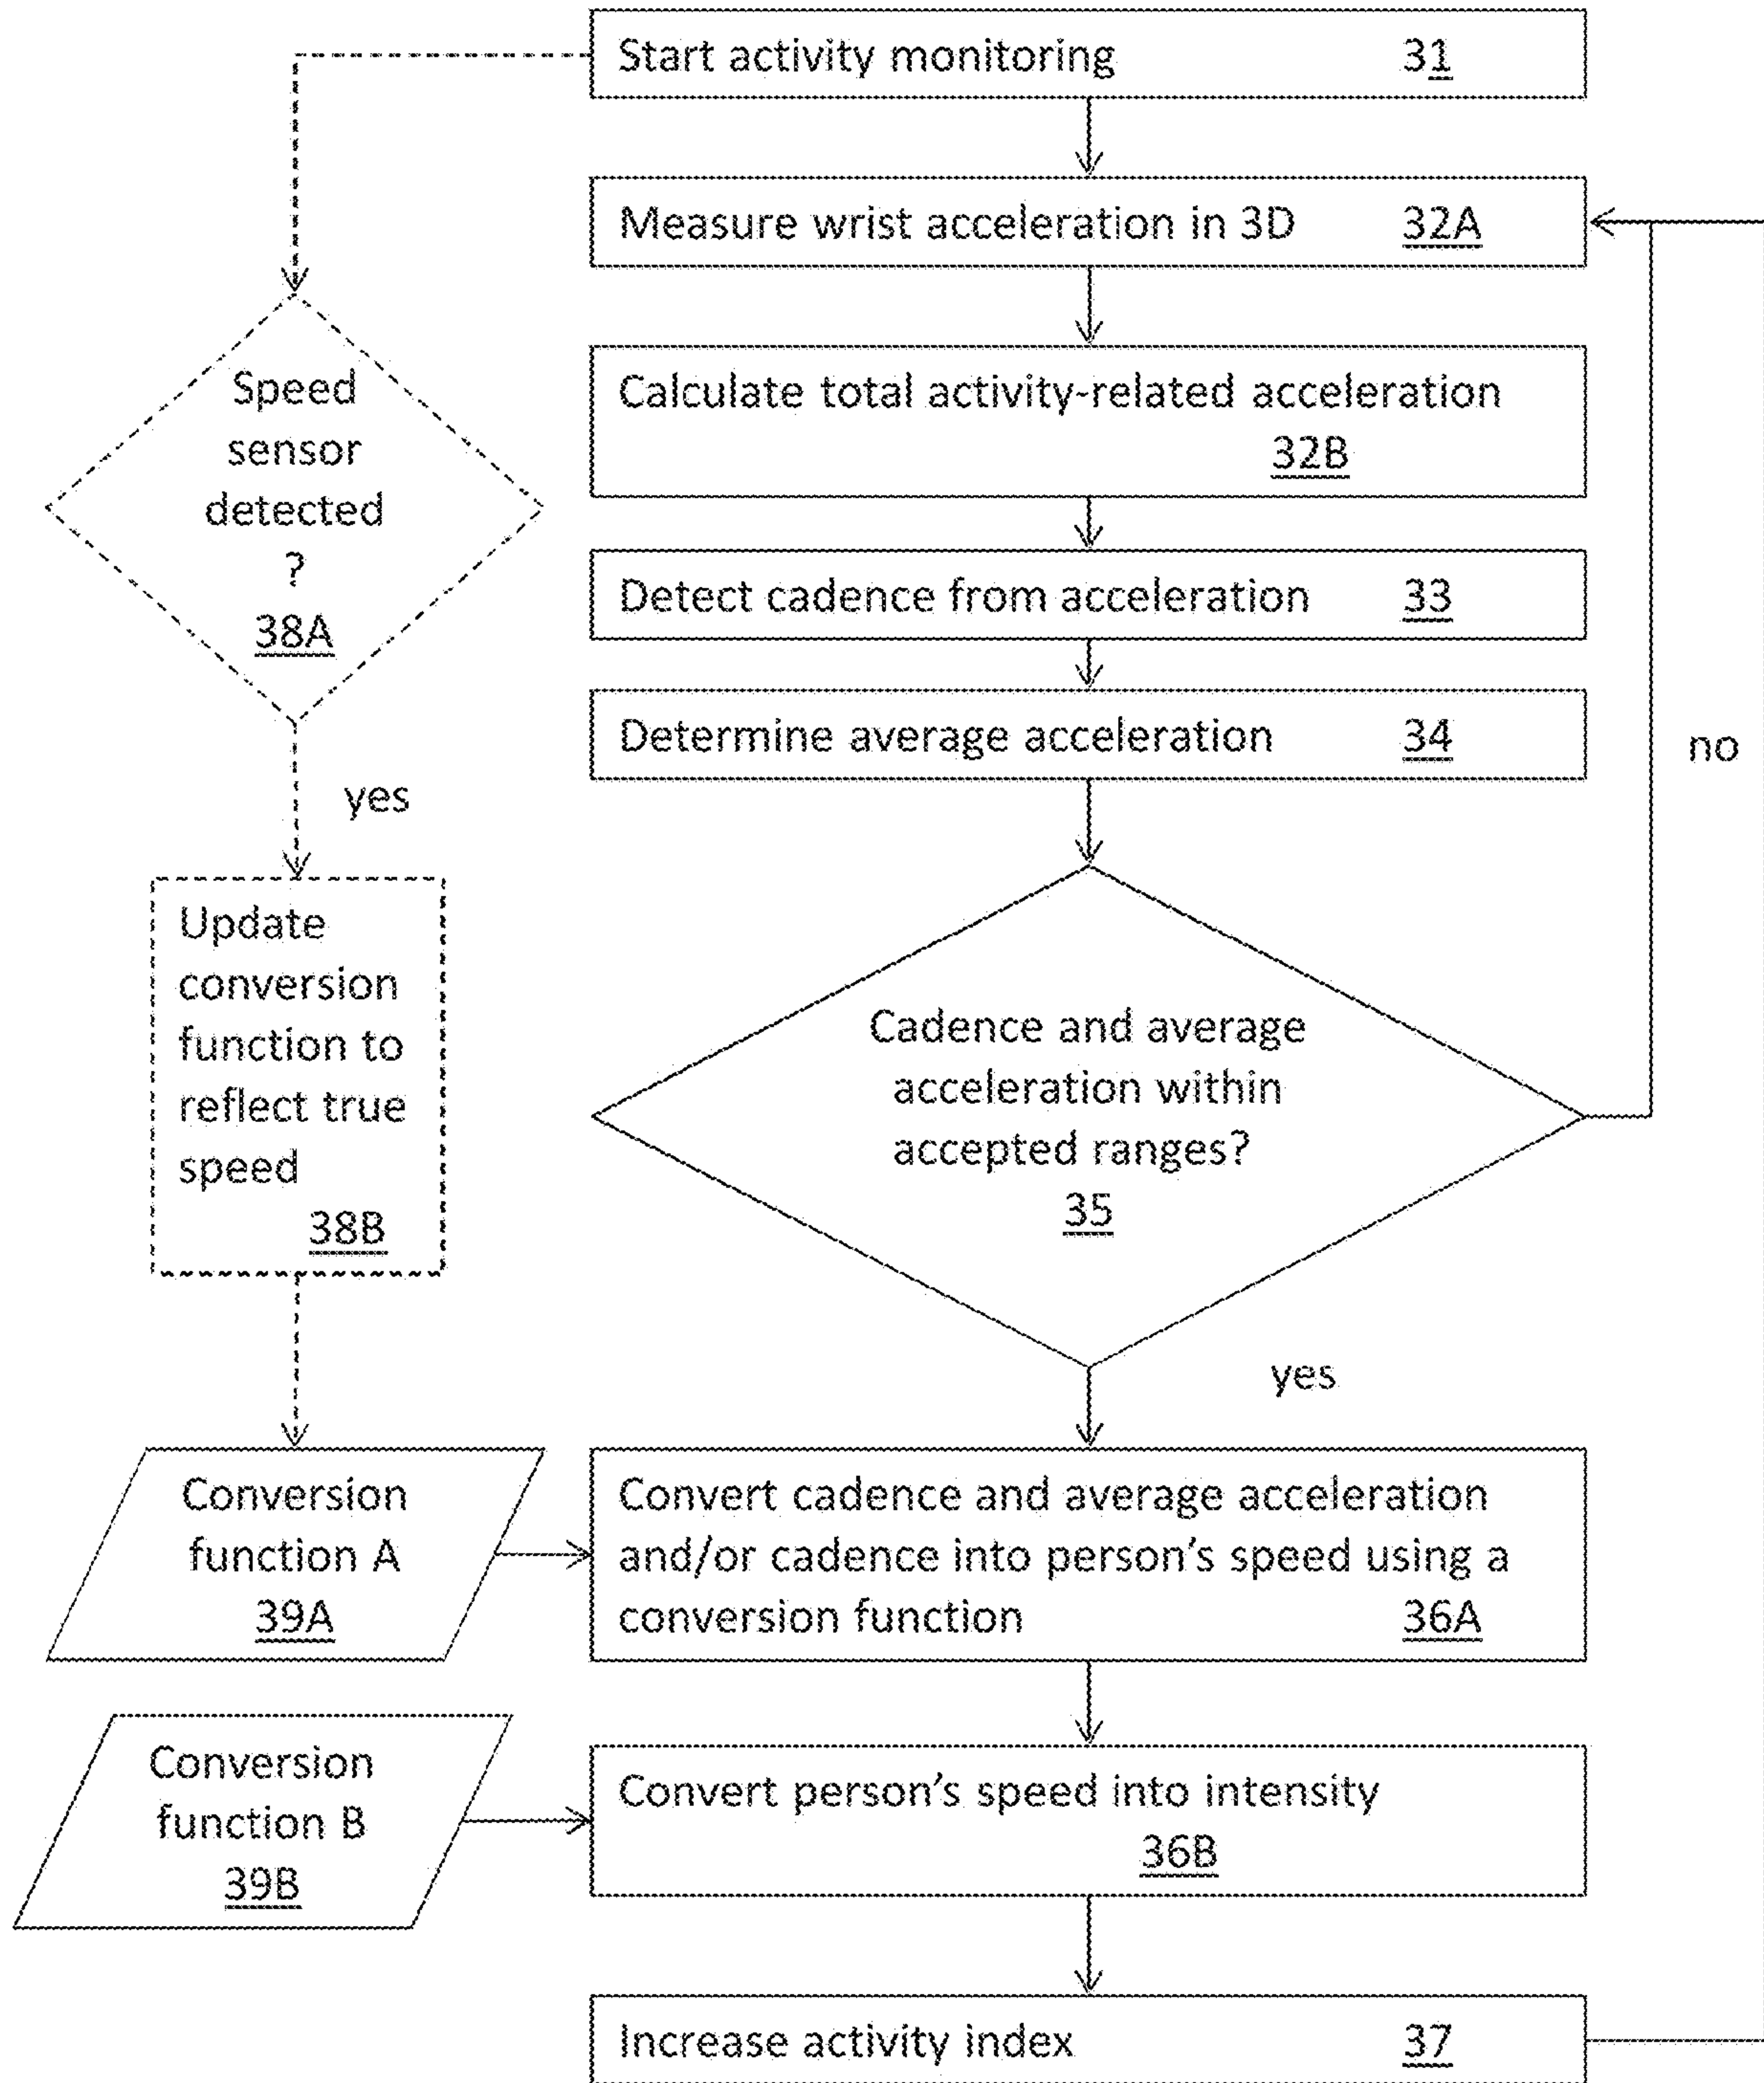 Start activity monitoring 31
Measure wrist acceleration in 3D 32A
Calculate total activity-related acceleration
32B
Speed
sensor
detected
?
38A
Detect cadence from acceleration 33
Determine average acceleration 34
no
yes
Update
conversion
function to
reflect true
speed
38B
Cadence and average
acceleration within
accepted ranges?
35
yes
Conversion
function A
39A
Convert cadence and average acceleration
and/or cadence into person's speed using a
conversion function 36A
Conversion
function B
39B
Convert person's speed into intensity
36B
Increase activity index 37